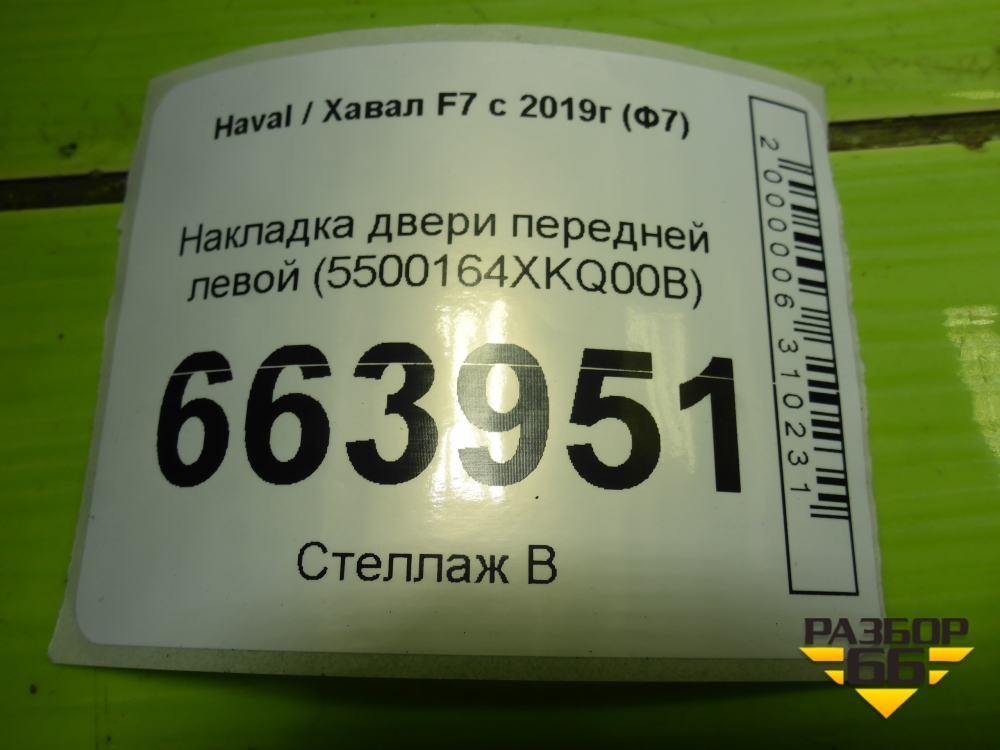 Haval / Хавал F7 с 2019г (Ф7)
Накладка двери передней
левой (5500164XKQ00B)
663951
Стеллаж В
2000006310231
РАЗБОР
66